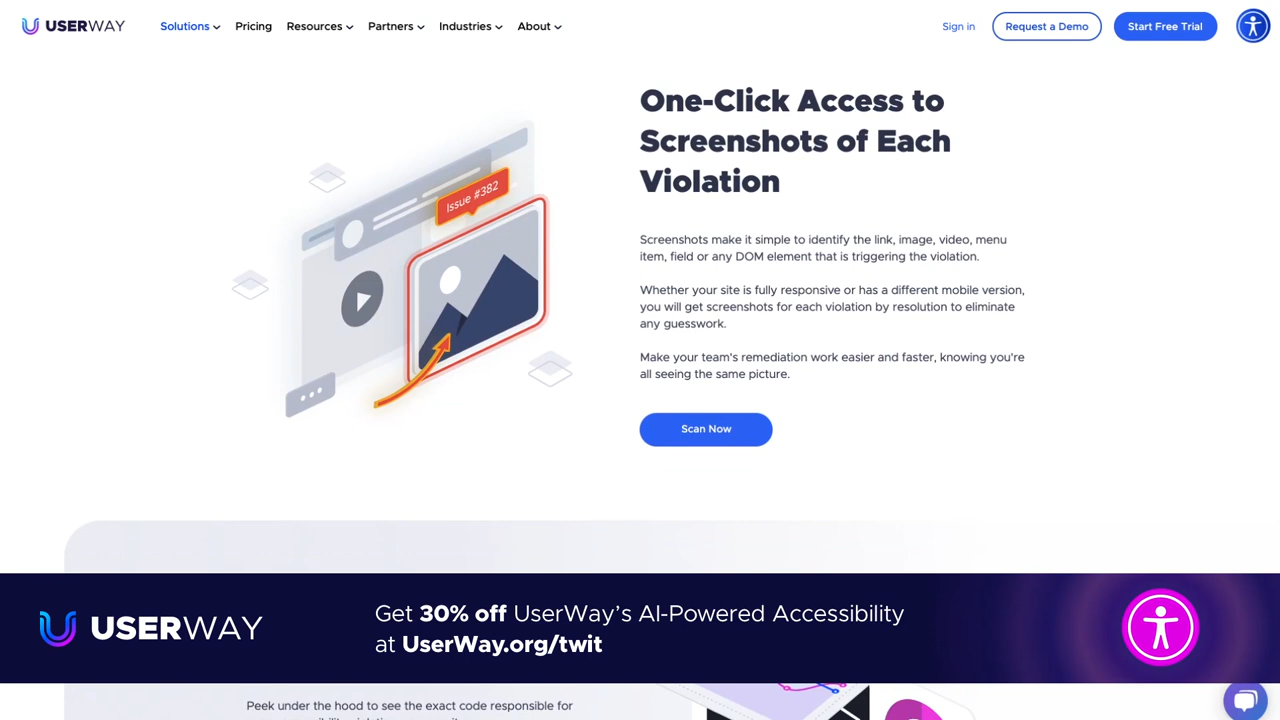 USERWAY
Solutions Pricing Resources Partners Industries About
Sign in Request a Demo Start Free Trial
One-Click Access to
Screenshots of Each
Violation
Issue #382
Screenshots make it simple to identify the link, image, video, menu
item, field or any DOM element that is triggering the violation.
Whether your site is fully responsive or has a different mobile version,
you will get screenshots for each violation by resolution to eliminate
any guesswork.
Make your team's remediation work easier and faster, knowing you're
all seeing the same picture.
Scan Now
USERWAY
Get 30% off UserWay's AI-Powered Accessibility
at UserWay.org/twit
Peek under the hood to see the exact code responsible for